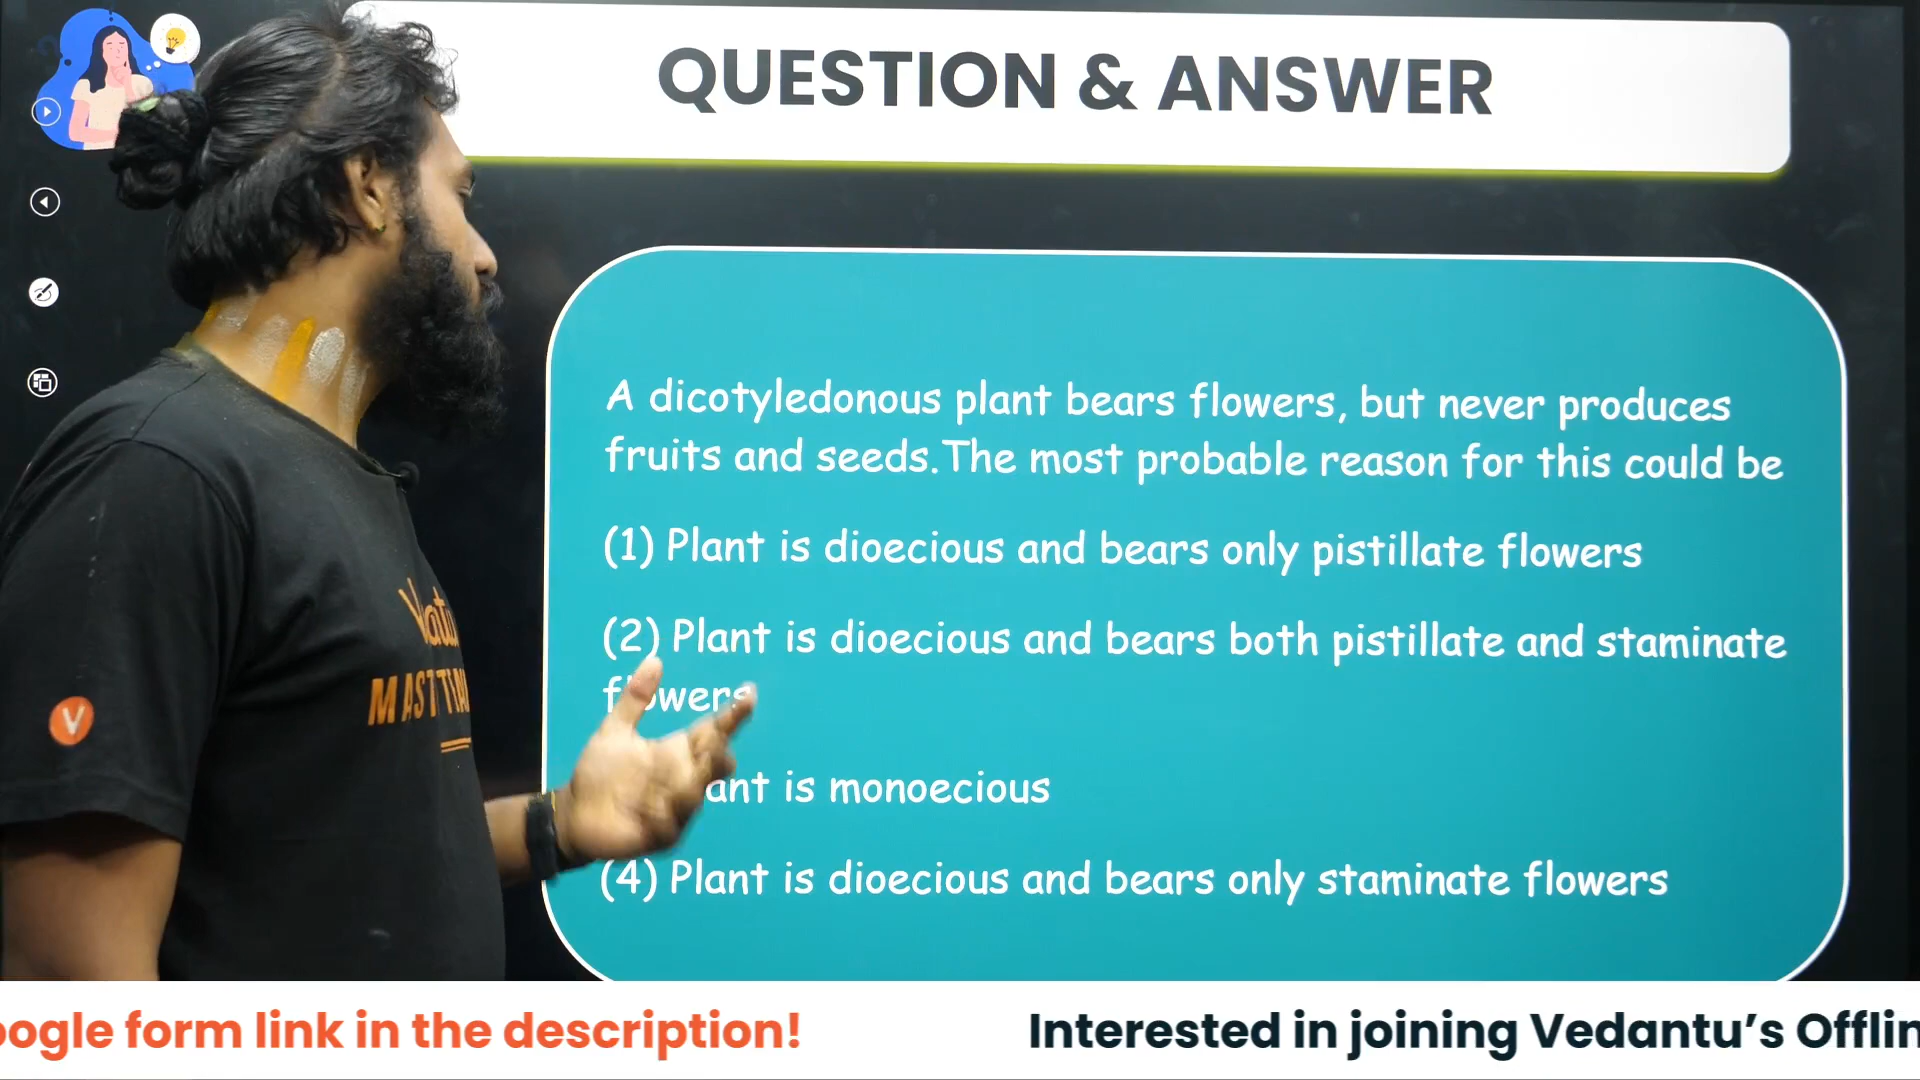 QUESTION & ANSWER
A dicotyledonous plant bears flowers, but never produces
fruits and seeds.The most probable reason for this could be
(1) Plant is dioecious and bears only pistillate flowers
(2) Plant is dioecious and bears both pistillate and staminate
flowers
is monoecious
(4) Plant is dioecious and bears only staminate flowers
V
form link in the description!
Interested in joining Vedantu's